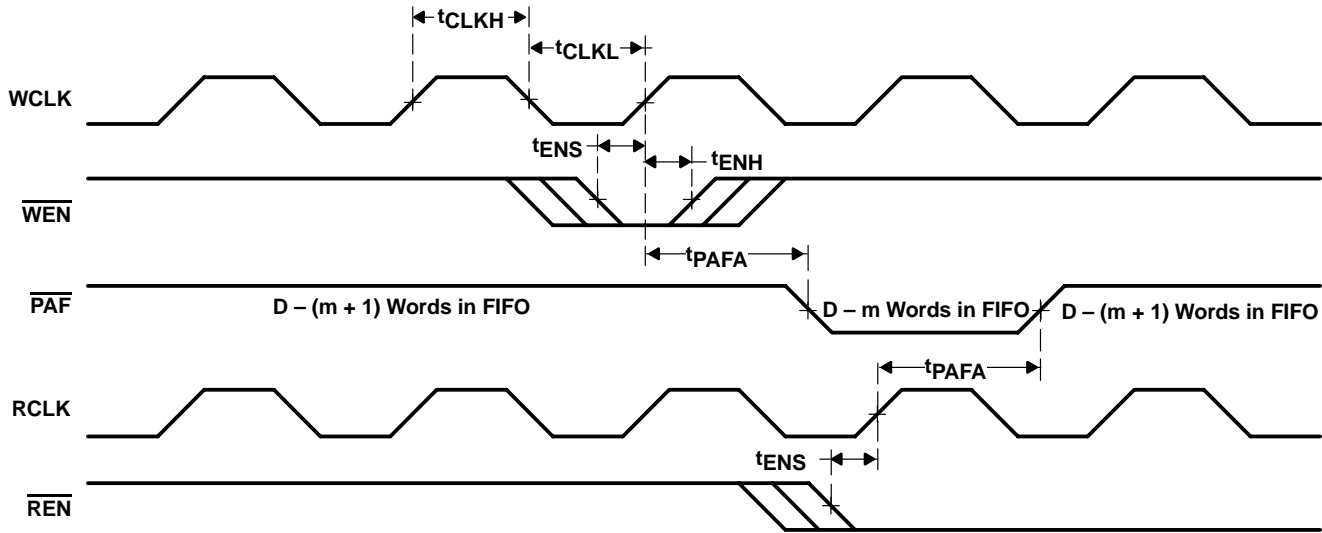 tCLKH
tCLKL
WCLK
tENS
tENH
WEN
tPAFA
PAF
D – (m + 1) Words in FIFO
D – m Words in FIFO
D – (m + 1) Words in FIFO
tPAFA
RCLK
tENS
REN